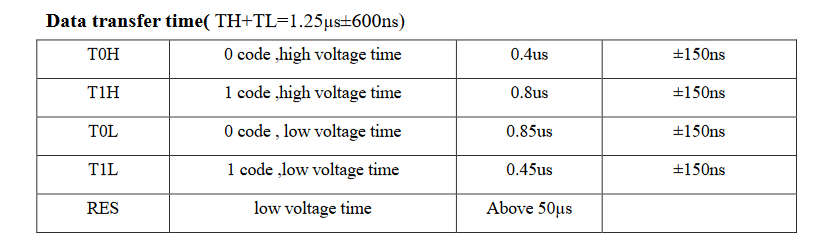 Data transfer time( TH+TL=1.25μs±600ns)
T0H 0 code ,high voltage time 0.4us ±150ns
T1H 1 code ,high voltage time 0.8us ±150ns
T0L 0 code , low voltage time 0.85us ±150ns
T1L 1 code ,low voltage time 0.45us ±150ns
RES low voltage time Above 50μs